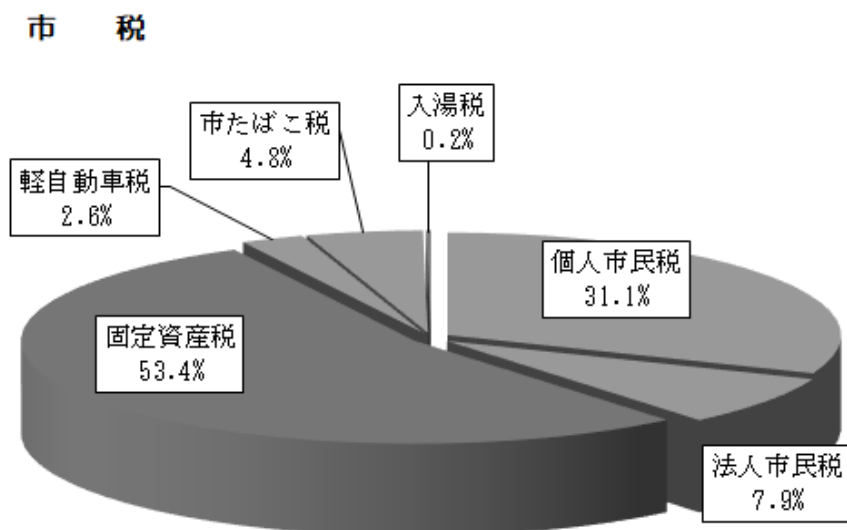 市　税
入湯税
0.2%
市たばこ税
4.8%
軽自動車税
2.6%
個人市民税
31.1%
固定資産税
53.4%
法人市民税
7.9%